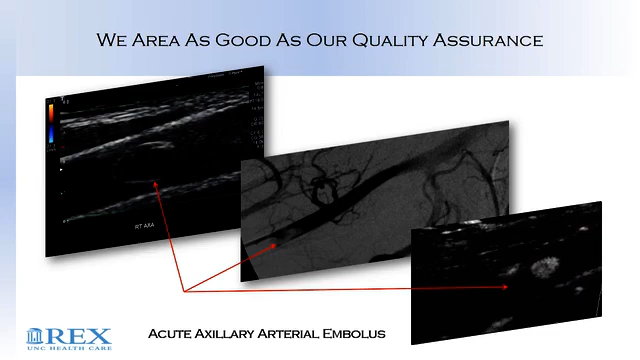 We Area As Good As Our Quality Assurance
RT AXA
REX
UNC HEALTH CARE
Acute Axillary Arterial Embolus